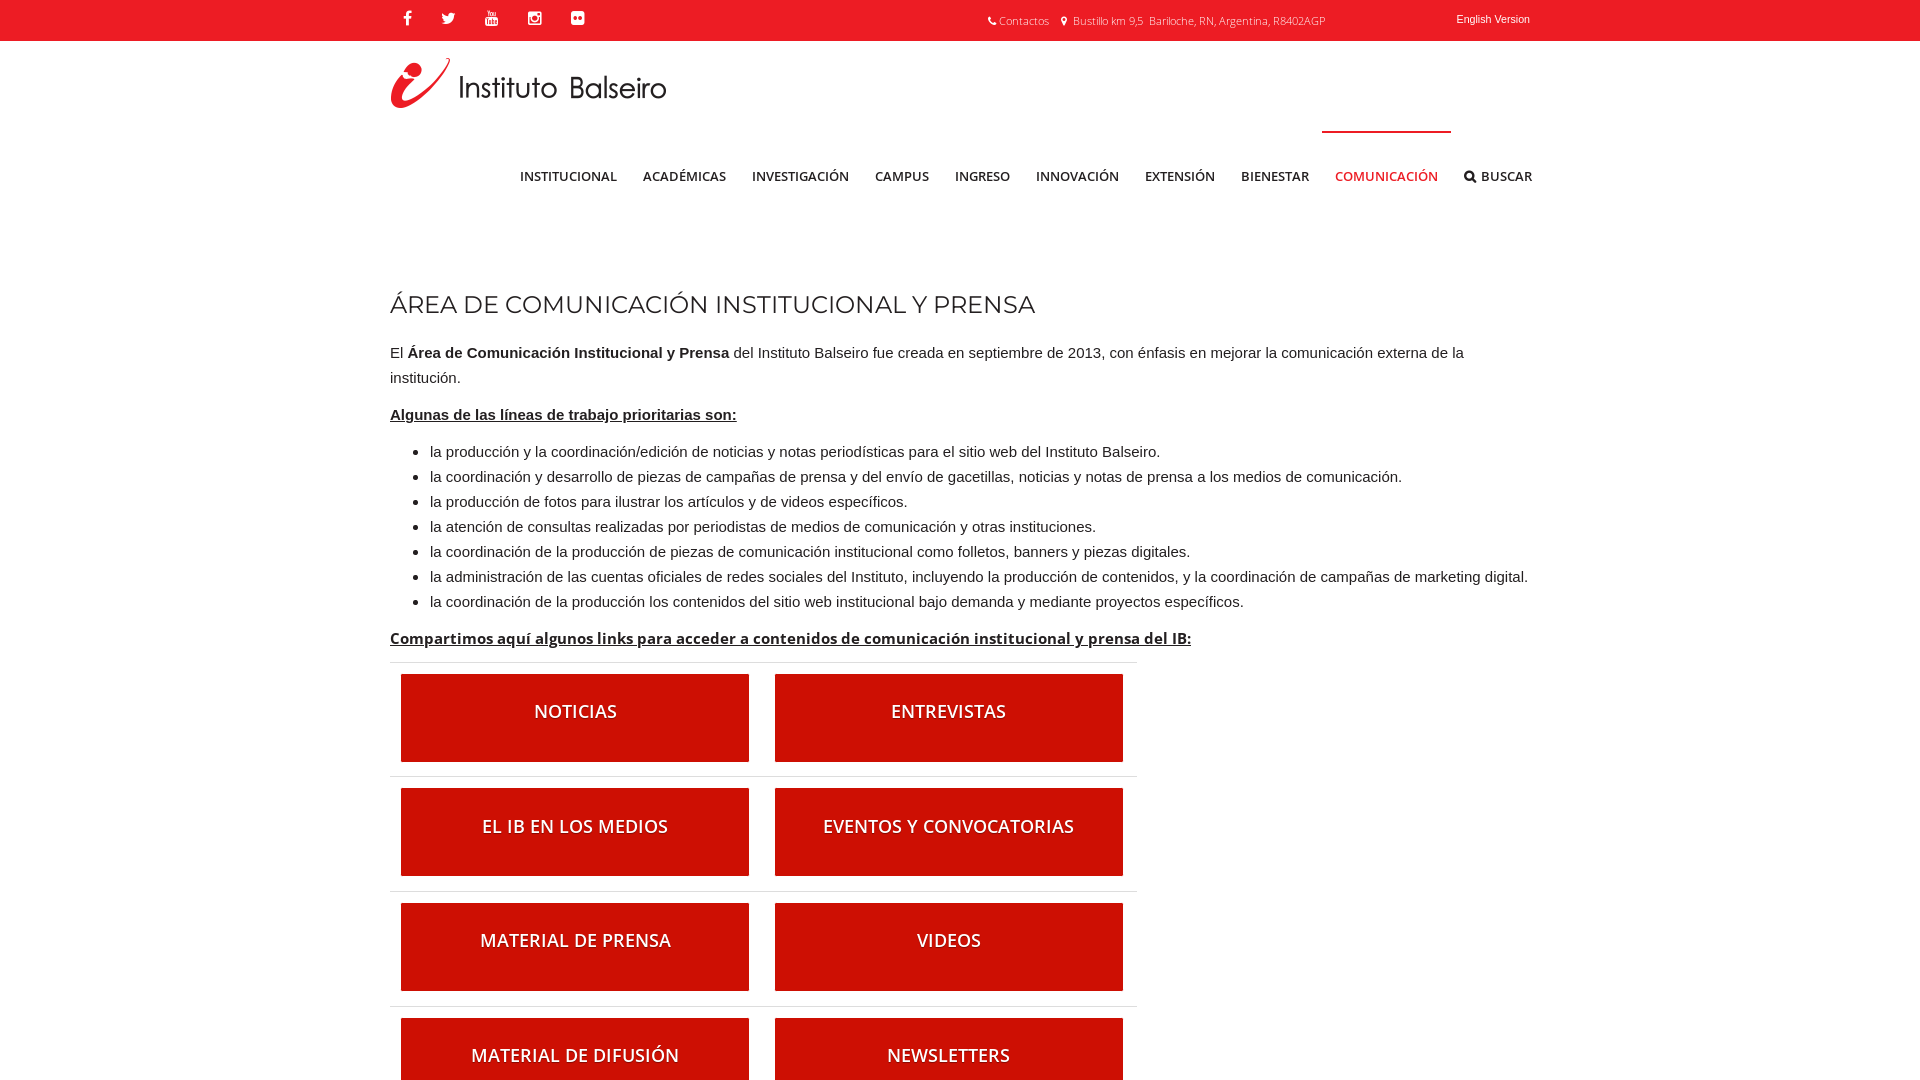 Contactos Bustillo km 9,5 Bariloche, RN, Argentina, R8402AGP
English Version
Instituto Balseiro
INSTITUCIONAL ACADÉMICAS INVESTIGACIÓN CAMPUS INGRESO INNOVACIÓN EXTENSIÓN BIENESTAR COMUNICACIÓN BUSCAR
ÁREA DE COMUNICACIÓN INSTITUCIONAL Y PRENSA
El Área de Comunicación Institucional y Prensa del Instituto Balseiro fue creada en septiembre de 2013, con énfasis en mejorar la comunicación externa de la
institución.
Algunas de las líneas de trabajo prioritarias son:
la producción y la coordinación/edición de noticias y notas periodísticas para el sitio web del Instituto Balseiro.
la coordinación y desarrollo de piezas de campañas de prensa y del envío de gacetillas, noticias y notas de prensa a los medios de comunicación.
la producción de fotos para ilustrar los artículos y de videos específicos.
la atención de consultas realizadas por periodistas de medios de comunicación y otras instituciones.
la coordinación de la producción de piezas de comunicación institucional como folletos, banners y piezas digitales.
la administración de las cuentas oficiales de redes sociales del Instituto, incluyendo la producción de contenidos, y la coordinación de campañas de marketing digital.
la coordinación de la producción los contenidos del sitio web institucional bajo demanda y mediante proyectos específicos.
Compartimos aquí algunos links para acceder a contenidos de comunicación institucional y prensa del IB:
NOTICIAS ENTREVISTAS
EL IB EN LOS MEDIOS EVENTOS Y CONVOCATORIAS
MATERIAL DE PRENSA VIDEOS
MATERIAL DE DIFUSIÓN NEWSLETTERS